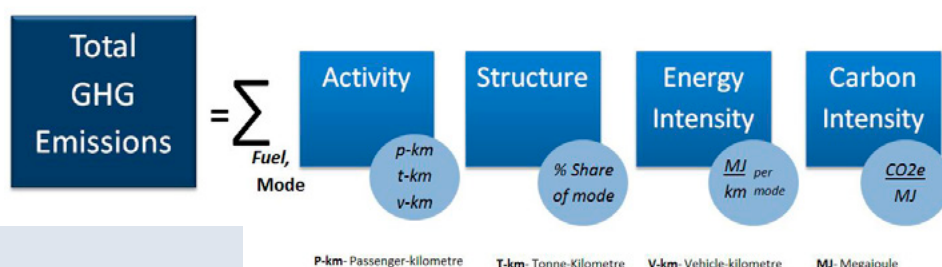 Total
GHG
Emissions
=∑
Fuel,
Mode
Activity
p-km
t-km
v-km
Structure
% Share
of mode
Energy
Intensity
MJ per
km mode
Carbon
Intensity
CO2e
MJ
P-km- Passenger-kilometre T-km- Tonne-Kilometre V-km- Vehicle-kilometre MJ- Megajoule